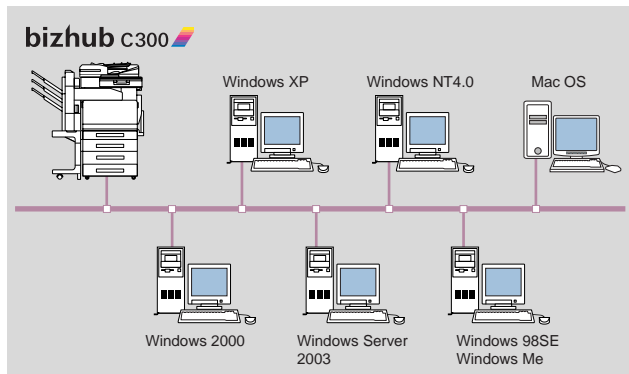 bizhub C300
Windows XP
Windows NT4.0
Mac OS
Windows 2000
Windows Server
2003
Windows 98SE
Windows Me